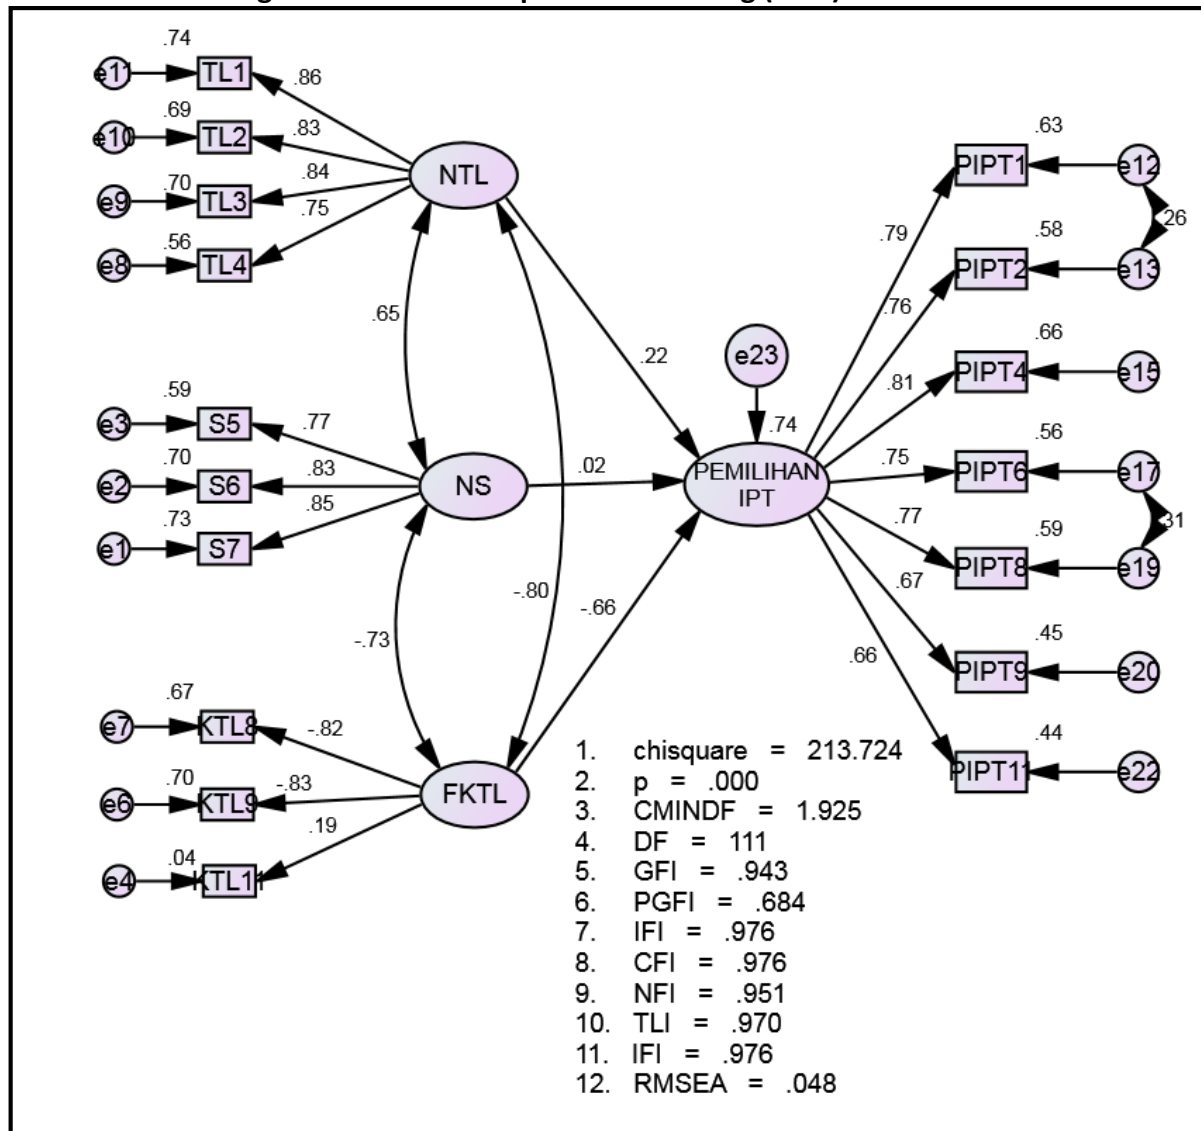 .74
e11 TL1
.86
.69
e10 TL2
.83
.70
e9 TL3
.84
.75
.56
e8 TL4
NTL
.65
.59
e3 S5
.77
.70
e2 S6
.83
.73
e1 S7
.85
NS
-.73
-.80
.67
e7 KTL8
-.82
.70
e6 KTL9
-.83
.04
e4
.19
FKTL
.22
.02
-.66
e23
.74
PEMILIHAN
IPT
.63
PIPT1 e12
.79
.26
.58
PIPT2 e13
.76
.66
PIPT4 e15
.81
.56
PIPT6 e17
.75
.31
.59
PIPT8 e19
.77
.45
PIPT9 e20
.67
.44
PIPT11 e22
.66
1. chisquare = 213.724
2. p = .000
3. CMINDF = 1.925
4. DF = 111
5. GFI = .943
6. PGFI = .684
7. IFI = .976
8. CFI = .976
9. NFI = .951
10. TLI = .970
11. IFI = .976
12. RMSEA = .048